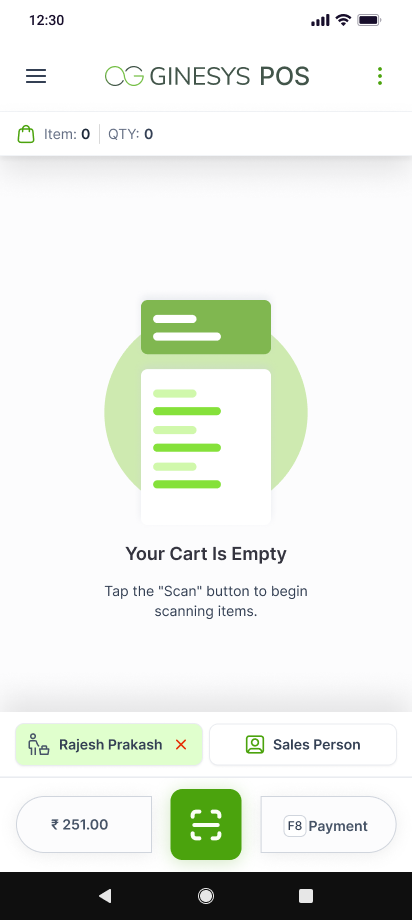 12:30
GINESYS POS
Item: 0 QTY: 0
Your Cart Is Empty
Tap the "Scan" button to begin
scanning items.
Rajesh Prakash
Sales Person
₹ 251.00
F8 Payment